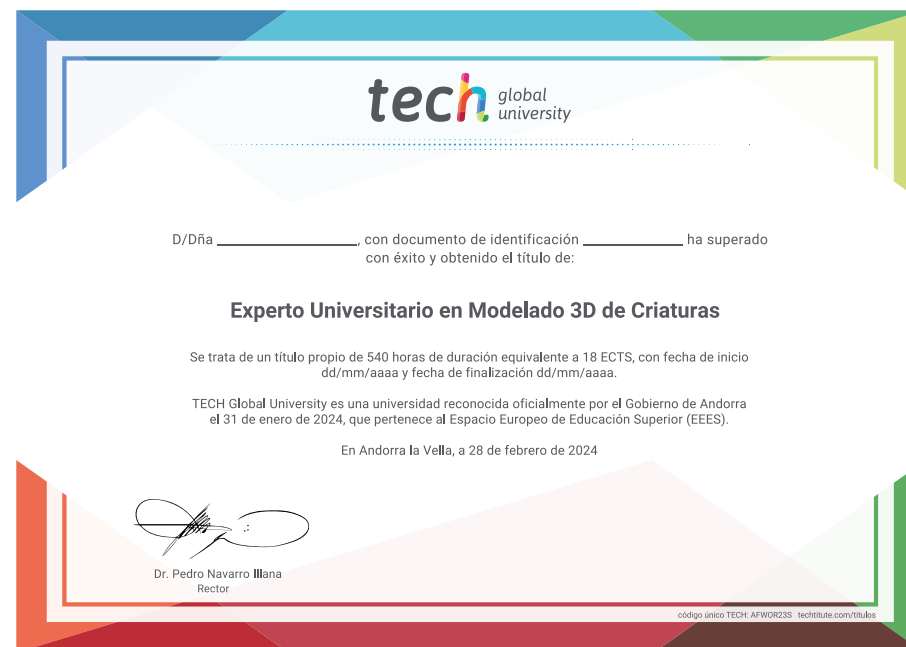 tech global university
D/Dña ____________________, con documento de identificación ______________ ha superado
con éxito y obtenido el título de:
Experto Universitario en Modelado 3D de Criaturas
Se trata de un título propio de 540 horas de duración equivalente a 18 ECTS, con fecha de inicio
dd/mm/aaaa y fecha de finalización dd/mm/aaaa.
TECH Global University es una universidad reconocida oficialmente por el Gobierno de Andorra
el 31 de enero de 2024, que pertenece al Espacio Europeo de Educación Superior (EEES).
En Andorra la Vella, a 28 de febrero de 2024
Dr. Pedro Navarro Illana
Rector
código único TECH: AFWOR23S techtitute.com/titulos